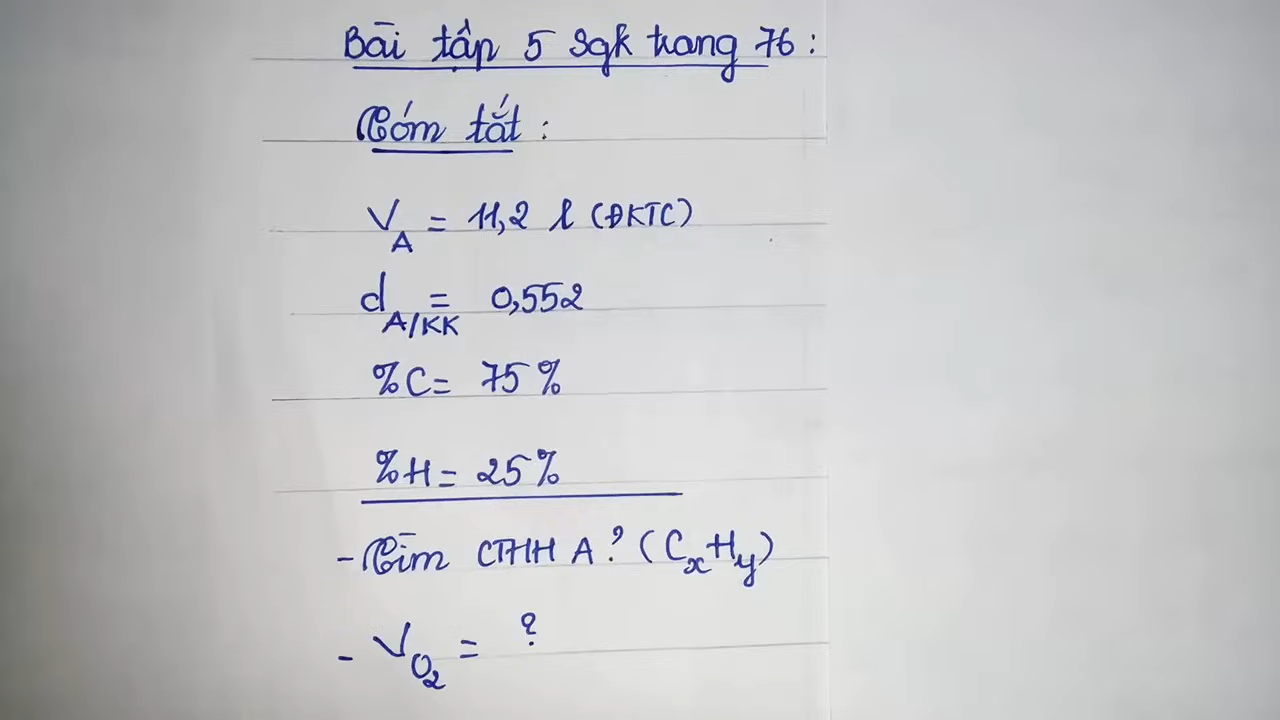 Bài tập 5 sgk trang 76 :
Tóm tắt :
V_A = 11,2 l (ĐKTC)
d_A/KK = 0,552
%C = 75 %
%H = 25 %
- Tìm CTHH A ? (C_xH_y)
- V_O₂ = ?